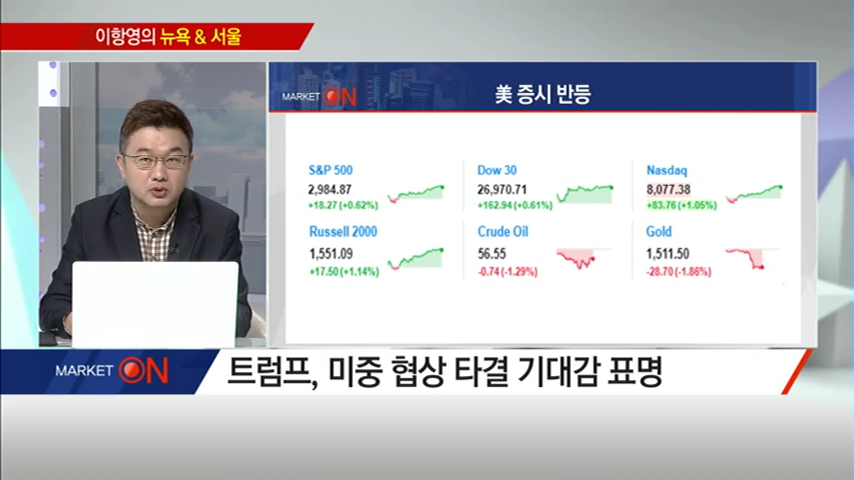 이항영의 뉴욕 & 서울
MARKET ON
美 증시 반등
S&P 500
2,984.87
+18.27 (+0.62%)
Dow 30
26,970.71
+162.94 (+0.61%)
Nasdaq
8,077.38
+83.76 (+1.05%)
Russell 2000
1,551.09
+17.50 (+1.14%)
Crude Oil
56.55
-0.74 (-1.29%)
Gold
1,511.50
-28.70 (-1.86%)
MARKET ON
트럼프, 미중 협상 타결 기대감 표명